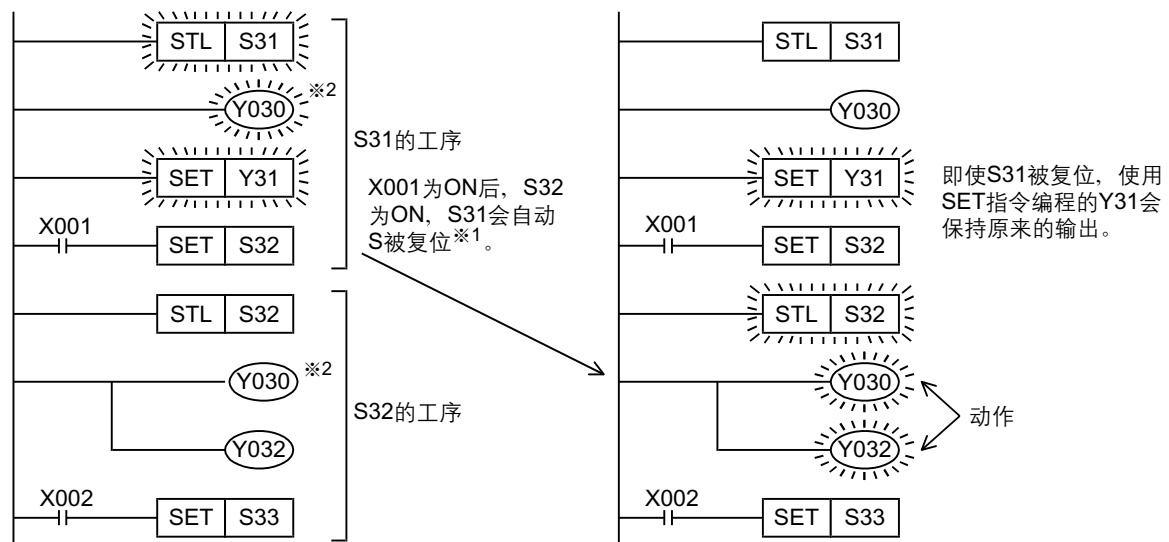 STL S31
Y030 ※2
SET Y31
X001
SET S32
S31的工序
X001为ON后，S32
为ON，S31会自动
S被复位※1。
STL S32
Y030 ※2
Y032
X002
SET S33
S32的工序
STL S31
Y030
SET Y31
X001
SET S32
即使S31被复位，使用
SET指令编程的Y31会
保持原来的输出。
STL S32
Y030
Y032
动作
X002
SET S33